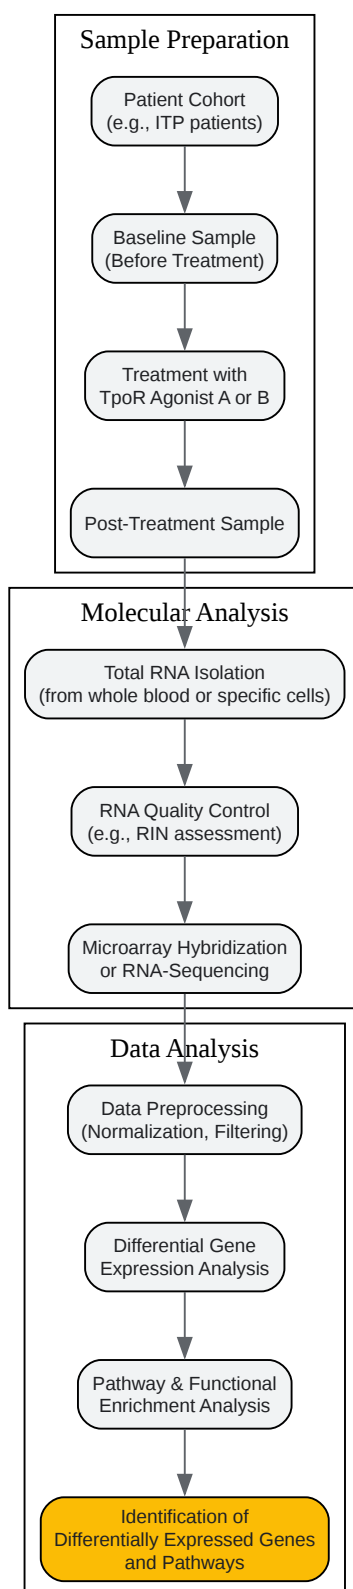 Sample Preparation
Patient Cohort
(e.g., ITP patients)
Baseline Sample
(Before Treatment)
Treatment with
TpoR Agonist A or B
Post-Treatment Sample
Molecular Analysis
Total RNA Isolation
(from whole blood or specific cells)
RNA Quality Control
(e.g., RIN assessment)
Microarray Hybridization
or RNA-Sequencing
Data Analysis
Data Preprocessing
(Normalization, Filtering)
Differential Gene
Expression Analysis
Pathway & Functional
Enrichment Analysis
Identification of
Differentially Expressed Genes
and Pathways